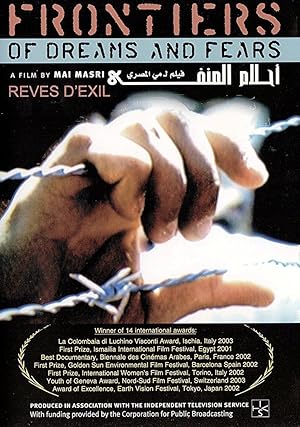 FRONTIERS
OF DREAMS AND FEARS
A FILM BY MAI MASRI فيلم لـ مي المصري & أحلام المنفى
REVES D'EXIL
Winner of 14 international awards:
La Colombaia di Luchino Visconti Award, Ischia, Italy 2003
First Prize, Ismailia International Film Festival, Egypt 2001
Best Documentary, Biennale des Cinémas Arabes, Paris, France 2002
First Prize, Golden Sun Environmental Film Festival, Barcelona Spain 2002
First Prize, International Women's Film Festival, Torino, Italy 2002
Youth of Geneva Award, Nord-Sud Film Festival, Switzerland 2003
Award of Excellence, Earth Vision Festival, Tokyo, Japan 2002
PRODUCED IN ASSOCIATION WITH THE INDEPENDENT TELEVISION SERVICE
With funding provided by the Corporation for Public Broadcasting